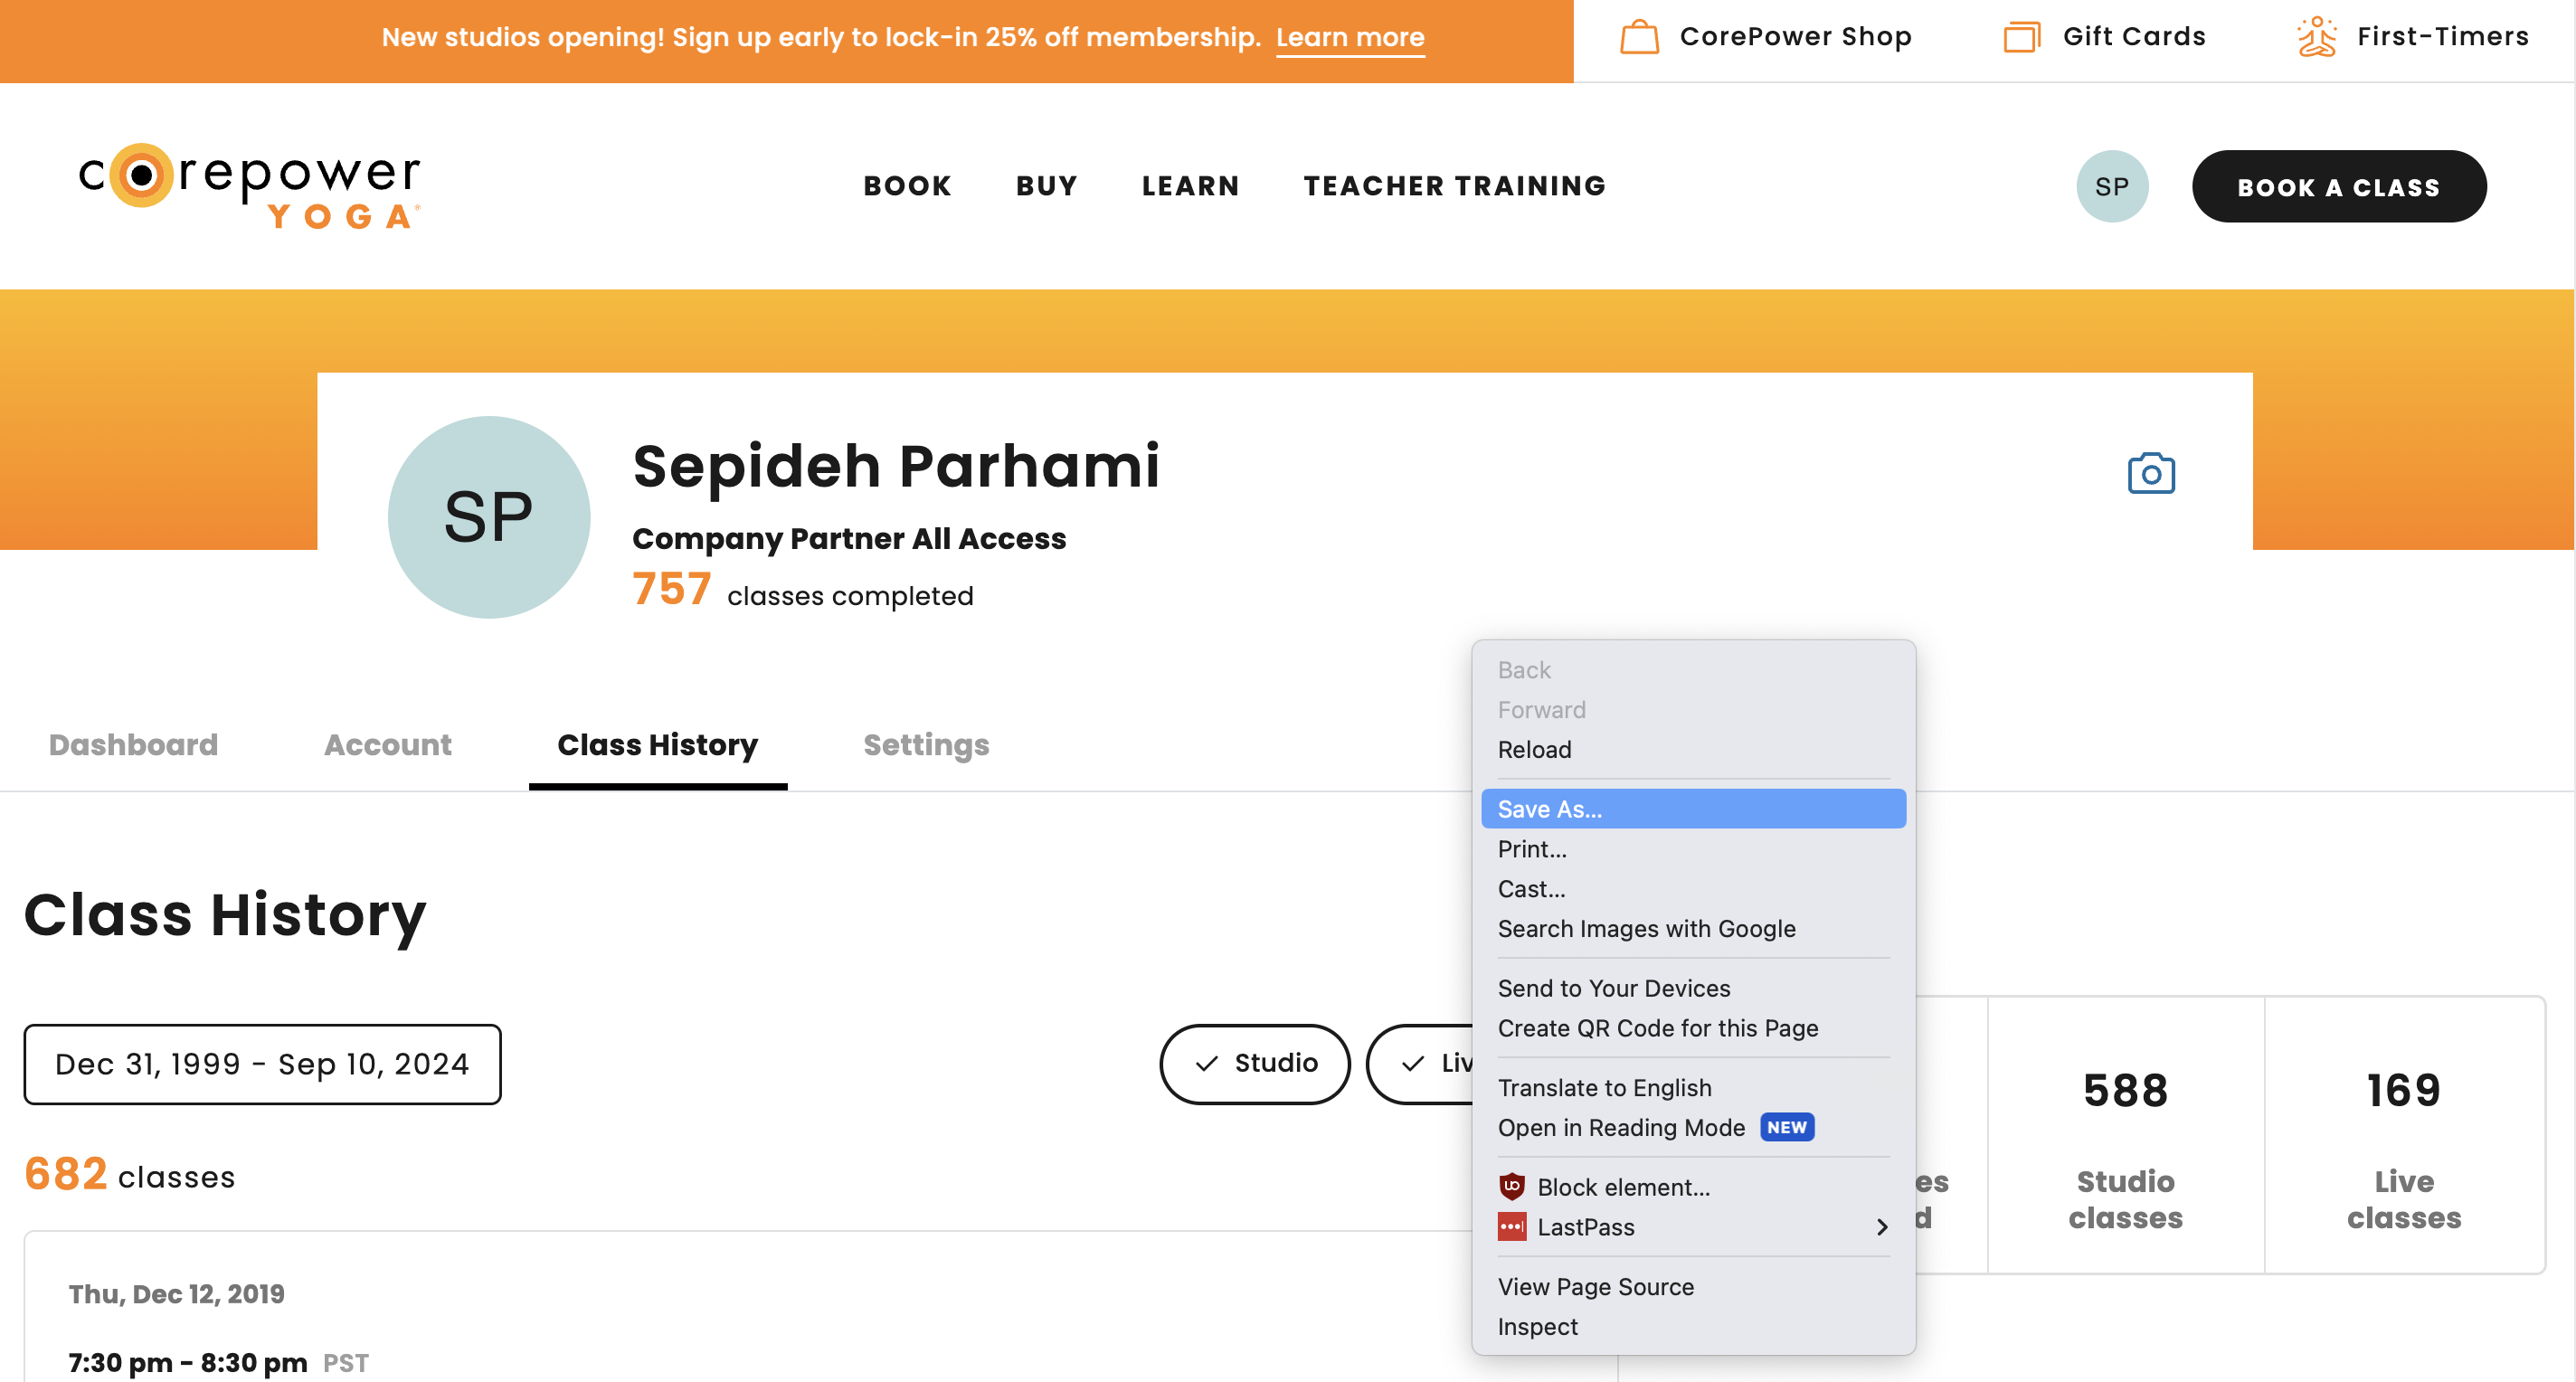 New studios opening! Sign up early to lock-in 25% off membership. Learn more
CorePower Shop
Gift Cards
First-Timers
corepower
YOGA
BOOK
BUY
LEARN
TEACHER TRAINING
SP
BOOK A CLASS
SP
Sepideh Parhami
Company Partner All Access
757 classes completed
Dashboard
Account
Class History
Settings
Class History
Dec 31, 1999 - Sep 10, 2024
Studio
Liv
682 classes
Thu, Dec 12, 2019
7:30 pm - 8:30 pm PST
Back
Forward
Reload
Save As...
Print...
Cast...
Search Images with Google
Send to Your Devices
Create QR Code for this Page
Translate to English
Open in Reading Mode NEW
Block element...
LastPass
View Page Source
Inspect
es
d
588
Studio
classes
169
Live
classes